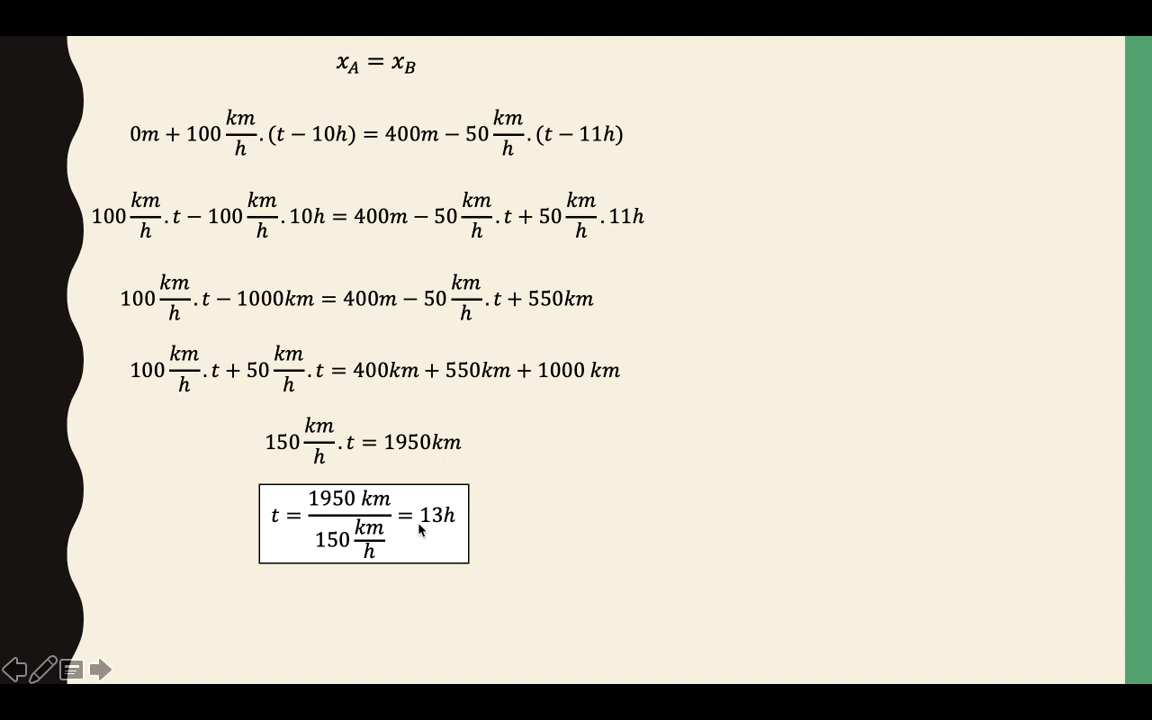 x_A = x_B
0m + 100 km/h . (t − 10h) = 400m − 50 km/h . (t − 11h)
100 km/h . t − 100 km/h . 10h = 400m − 50 km/h . t + 50 km/h . 11h
100 km/h . t − 1000km = 400m − 50 km/h . t + 550km
100 km/h . t + 50 km/h . t = 400km + 550km + 1000 km
150 km/h . t = 1950km
t = 1950 km / 150 km/h = 13h